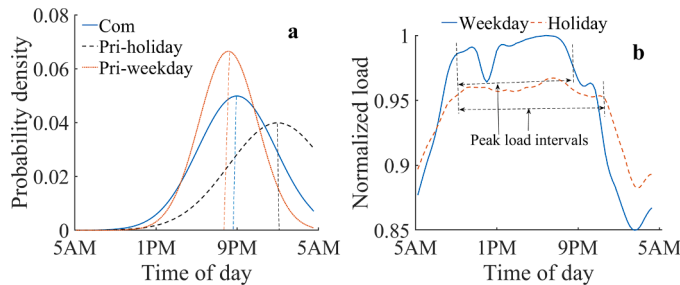 0.08
0.06
0.04
0.02
0
Probability density
Com
Pri-holiday
Pri-weekday
a
5AM 1PM 9PM 5AM
Time of day
Weekday Holiday
b
1
0.95
0.9
0.85
Normalized load
Peak load intervals
5AM 1PM 9PM 5AM
Time of day